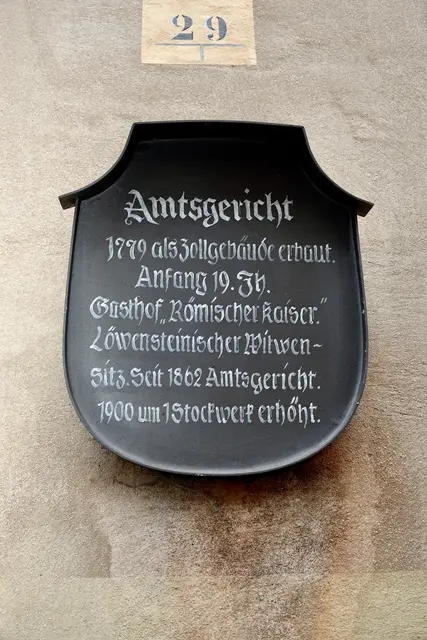 29
Amtsgericht
1779 als Zollgebäude erbaut.
Anfang 19. Jh.
Gasthof „Römischer Kaiser."
Löwensteinischer Witwen-
sitz. Seit 1862 Amtsgericht.
1900 um 1 Stockwerk erhöht.